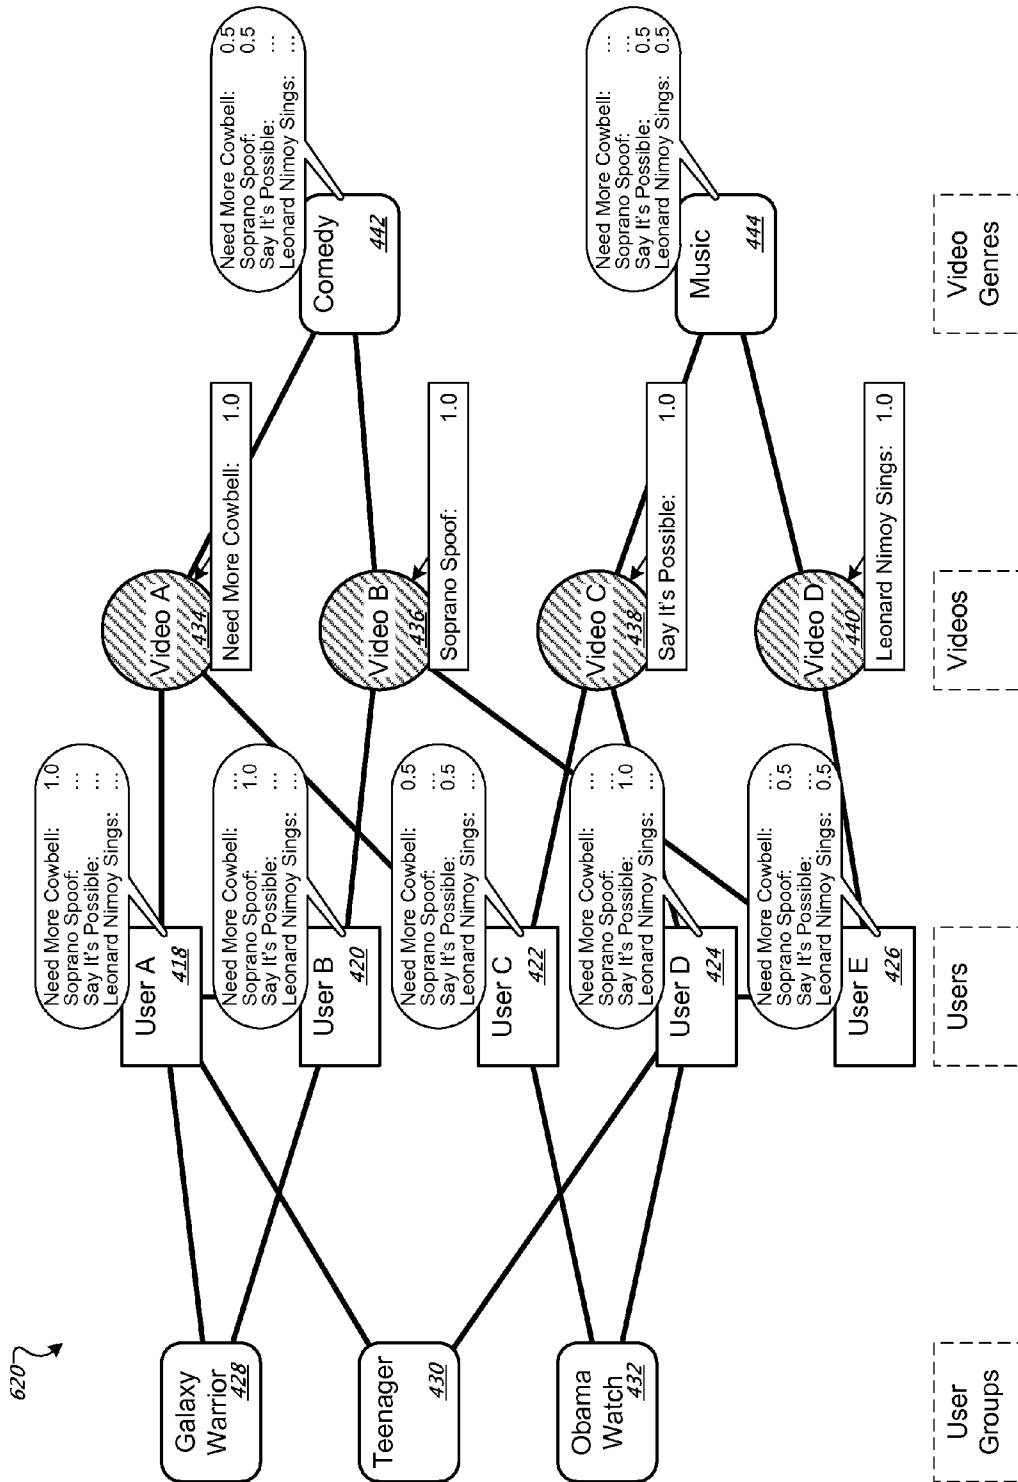 620
Need More Cowbell: 1.0
Soprano Spoof: ...
Say It's Possible: ...
Leonard Nimoy Sings: ...
User A
418
Need More Cowbell: ...
Soprano Spoof: 1.0
Say It's Possible: ...
Leonard Nimoy Sings: ...
User B
420
Need More Cowbell: 0.5
Soprano Spoof: ...
Say It's Possible: 0.5
Leonard Nimoy Sings: ...
User C
422
Need More Cowbell: ...
Soprano Spoof: ...
Say It's Possible: 1.0
Leonard Nimoy Sings: ...
User D
424
Need More Cowbell: ...
Soprano Spoof: 0.5
Say It's Possible: ...
Leonard Nimoy Sings: 0.5
User E
426
Galaxy
Warrior
428
Teenager
430
Obama
Watch
432
Video A
434
Need More Cowbell: 1.0
Video B
436
Soprano Spoof: 1.0
Video C
438
Say It's Possible: 1.0
Video D
440
Leonard Nimoy Sings: 1.0
Need More Cowbell: 0.5
Soprano Spoof: 0.5
Say It's Possible: ...
Leonard Nimoy Sings: ...
Comedy
442
Need More Cowbell: ...
Soprano Spoof: ...
Say It's Possible: 0.5
Leonard Nimoy Sings: 0.5
Music
444
User
Groups
Users
Videos
Video
Genres